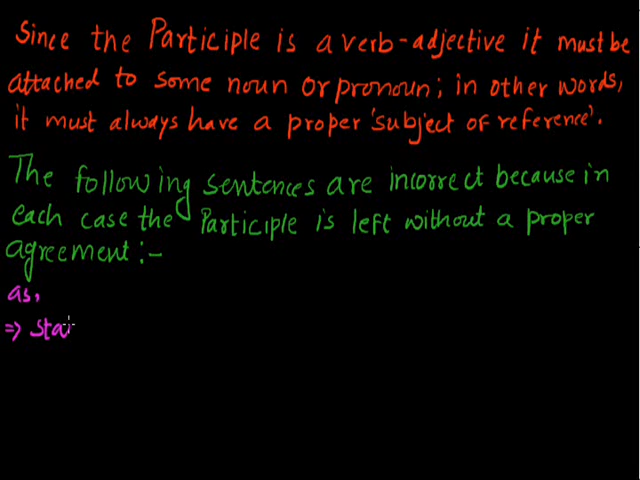 Since the Participle is a verb-adjective it must be
attached to some noun or pronoun; in other words,
it must always have a proper 'subject of reference'.
The following sentences are incorrect because in
each case the Participle is left without a proper
agreement :-
as,
⇒ sta